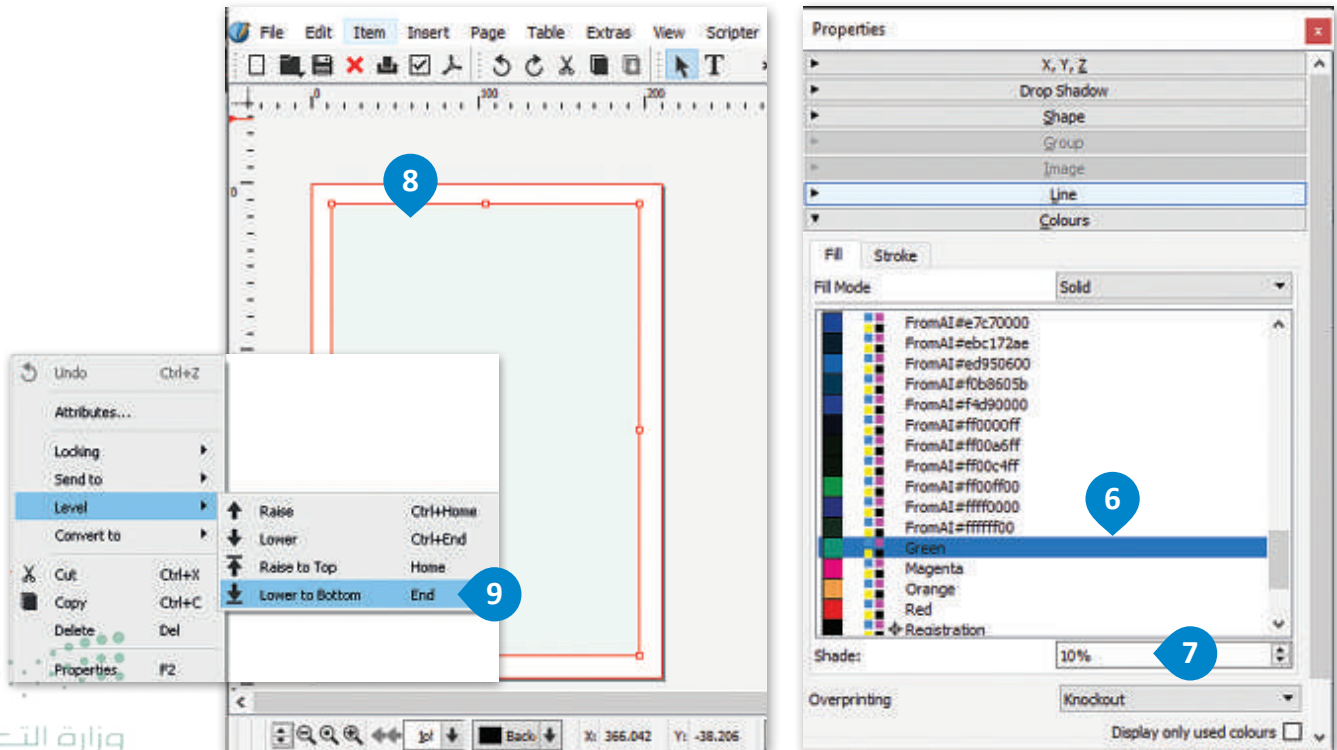 File Edit Item Insert Page Table Extras View Scripter
0 100 200
8
0
Undo Ctrl+Z
Attributes...
Locking
Send to
Level
Convert to
Cut Ctrl+X
Copy Ctrl+C
Delete Del
Properties F2
Raise Ctrl+Home
Lower Ctrl+End
Raise to Top Home
Lower to Bottom End
9
X: 366.042 Y: -38.206
وزارة التـ
Properties
X, Y, Z
Drop Shadow
Shape
Group
Image
Line
Colours
Fill Stroke
Fill Mode Solid
FromAI#e7c70000
FromAI#ebc172ae
FromAI#ed950600
FromAI#f0b8605b
FromAI#f4d90000
FromAI#ff0000ff
FromAI#ff00a6ff
FromAI#ff00c4ff
FromAI#ff00ff00
FromAI#ffff0000
FromAI#ffffff00
6
Green
Magenta
Orange
Red
Registration
Shade: 10%
7
Overprinting Knockout
Display only used colours